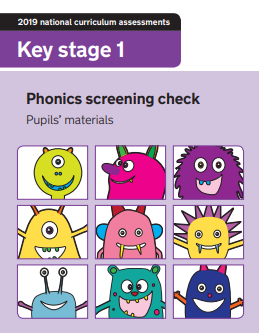 2019 national curriculum assessments
Key stage 1
Phonics screening check
Pupils’ materials